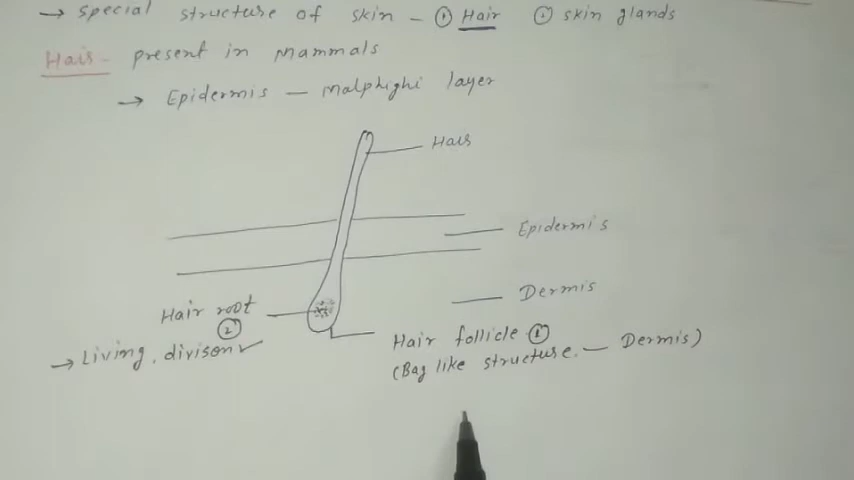 → special structure of skin - ① Hair ② skin glands
Hair - present in mammals
→ Epidermis - malphighi layer
Hair
Epidermis
Dermis
Hair root
②
→ Living, divison ✓
Hair follicle ①
(Bag like structure - Dermis)